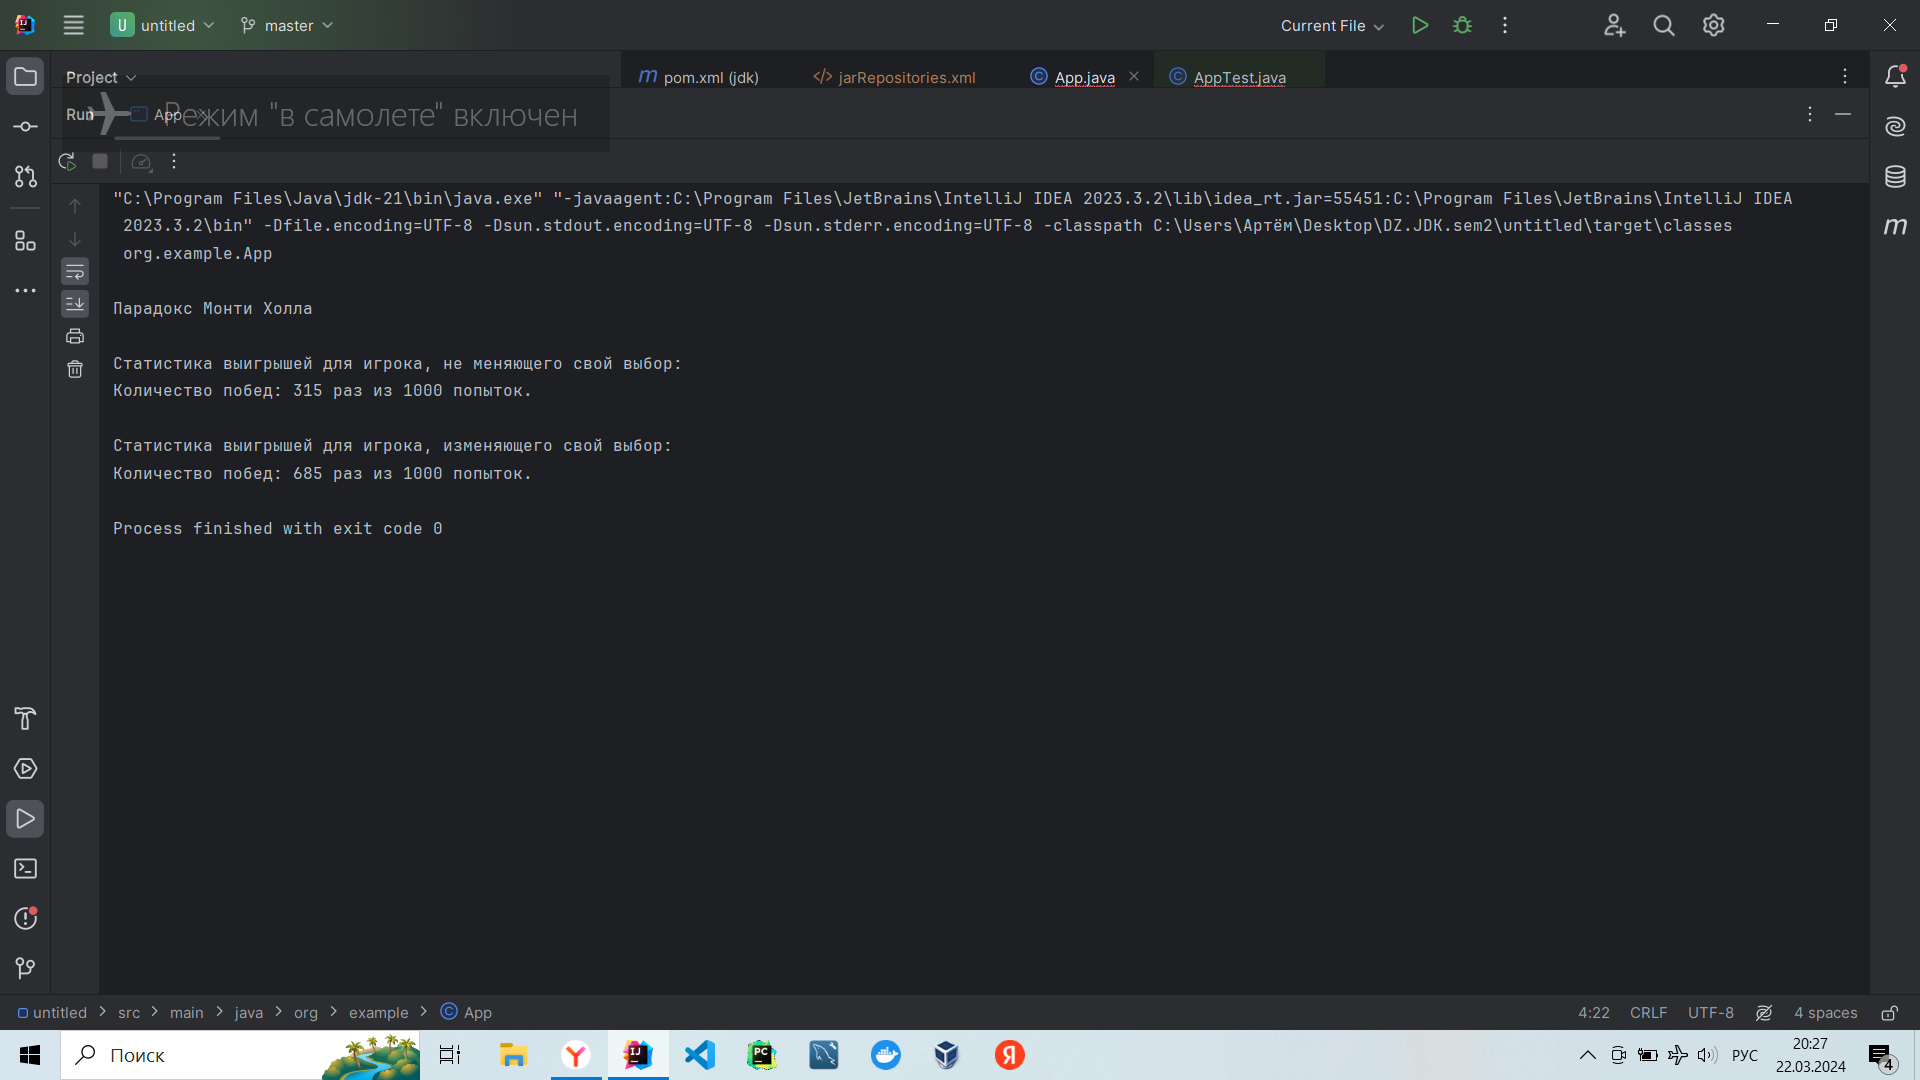 untitled
master
Current File
Project
pom.xml (jdk)
jarRepositories.xml
App.java
AppTest.java
Run
App
Режим "в самолете" включен
"C:\Program Files\Java\jdk-21\bin\java.exe" "-javaagent:C:\Program Files\JetBrains\IntelliJ IDEA 2023.3.2\lib\idea_rt.jar=55451:C:\Program Files\JetBrains\IntelliJ IDEA
2023.3.2\bin" -Dfile.encoding=UTF-8 -Dsun.stdout.encoding=UTF-8 -Dsun.stderr.encoding=UTF-8 -classpath C:\Users\Артём\Desktop\DZ.JDK.sem2\untitled\target\classes
org.example.App
Парадокс Монти Холла
Статистика выигрышей для игрока, не меняющего свой выбор:
Количество побед: 315 раз из 1000 попыток.
Статистика выигрышей для игрока, изменяющего свой выбор:
Количество побед: 685 раз из 1000 попыток.
Process finished with exit code 0
untitled > src > main > java > org > example > App
4:22 CRLF UTF-8 4 spaces
Поиск
РУС
20:27
22.03.2024
4